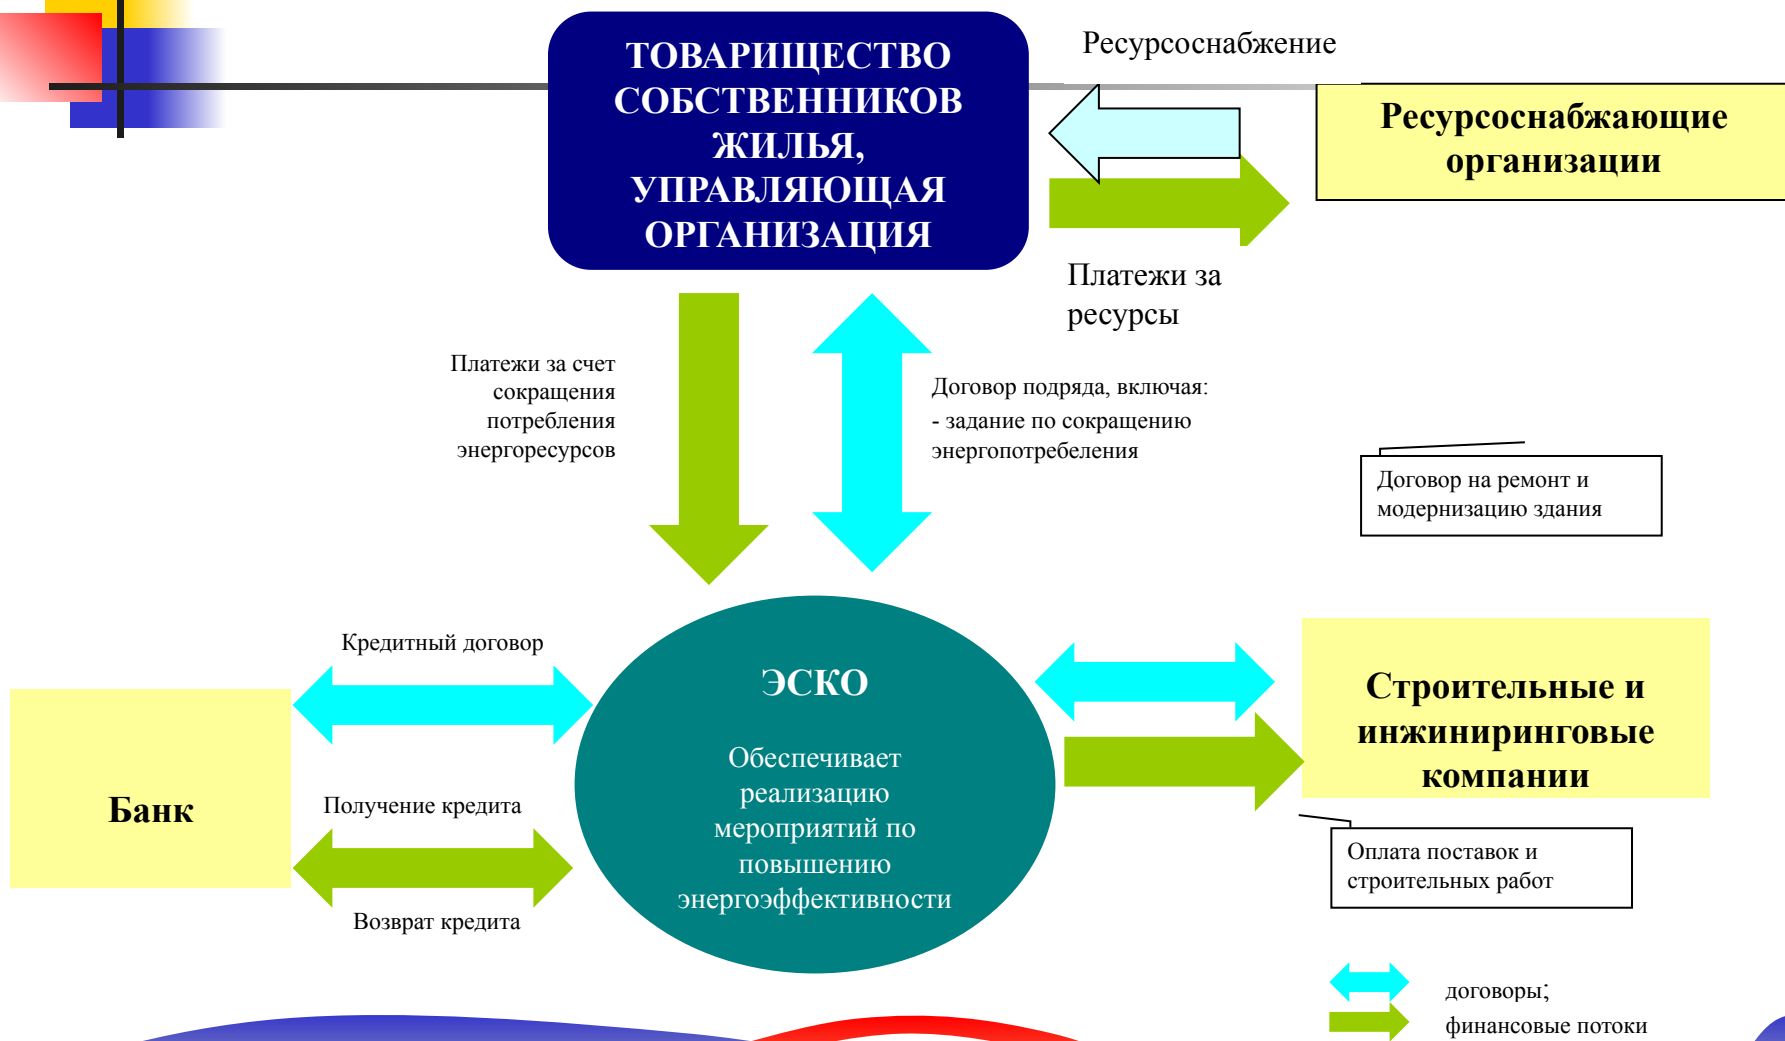 ТОВАРИЩЕСТВО
СОБСТВЕННИКОВ
ЖИЛЬЯ,
УПРАВЛЯЮЩАЯ
ОРГАНИЗАЦИЯ
Ресурсоснабжение
Ресурсоснабжающие
организации
Платежи за
ресурсы
Платежи за счет
сокращения
потребления
энергоресурсов
Договор подряда, включая:
- задание по сокращению
энергопотребеления
Договор на ремонт и
модернизацию здания
Кредитный договор
Банк
Получение кредита
Возврат кредита
ЭСКО
Обеспечивает
реализацию
мероприятий по
повышению
энергоэффективности
Строительные и
инжиниринговые
компании
Оплата поставок и
строительных работ
договоры;
финансовые потоки